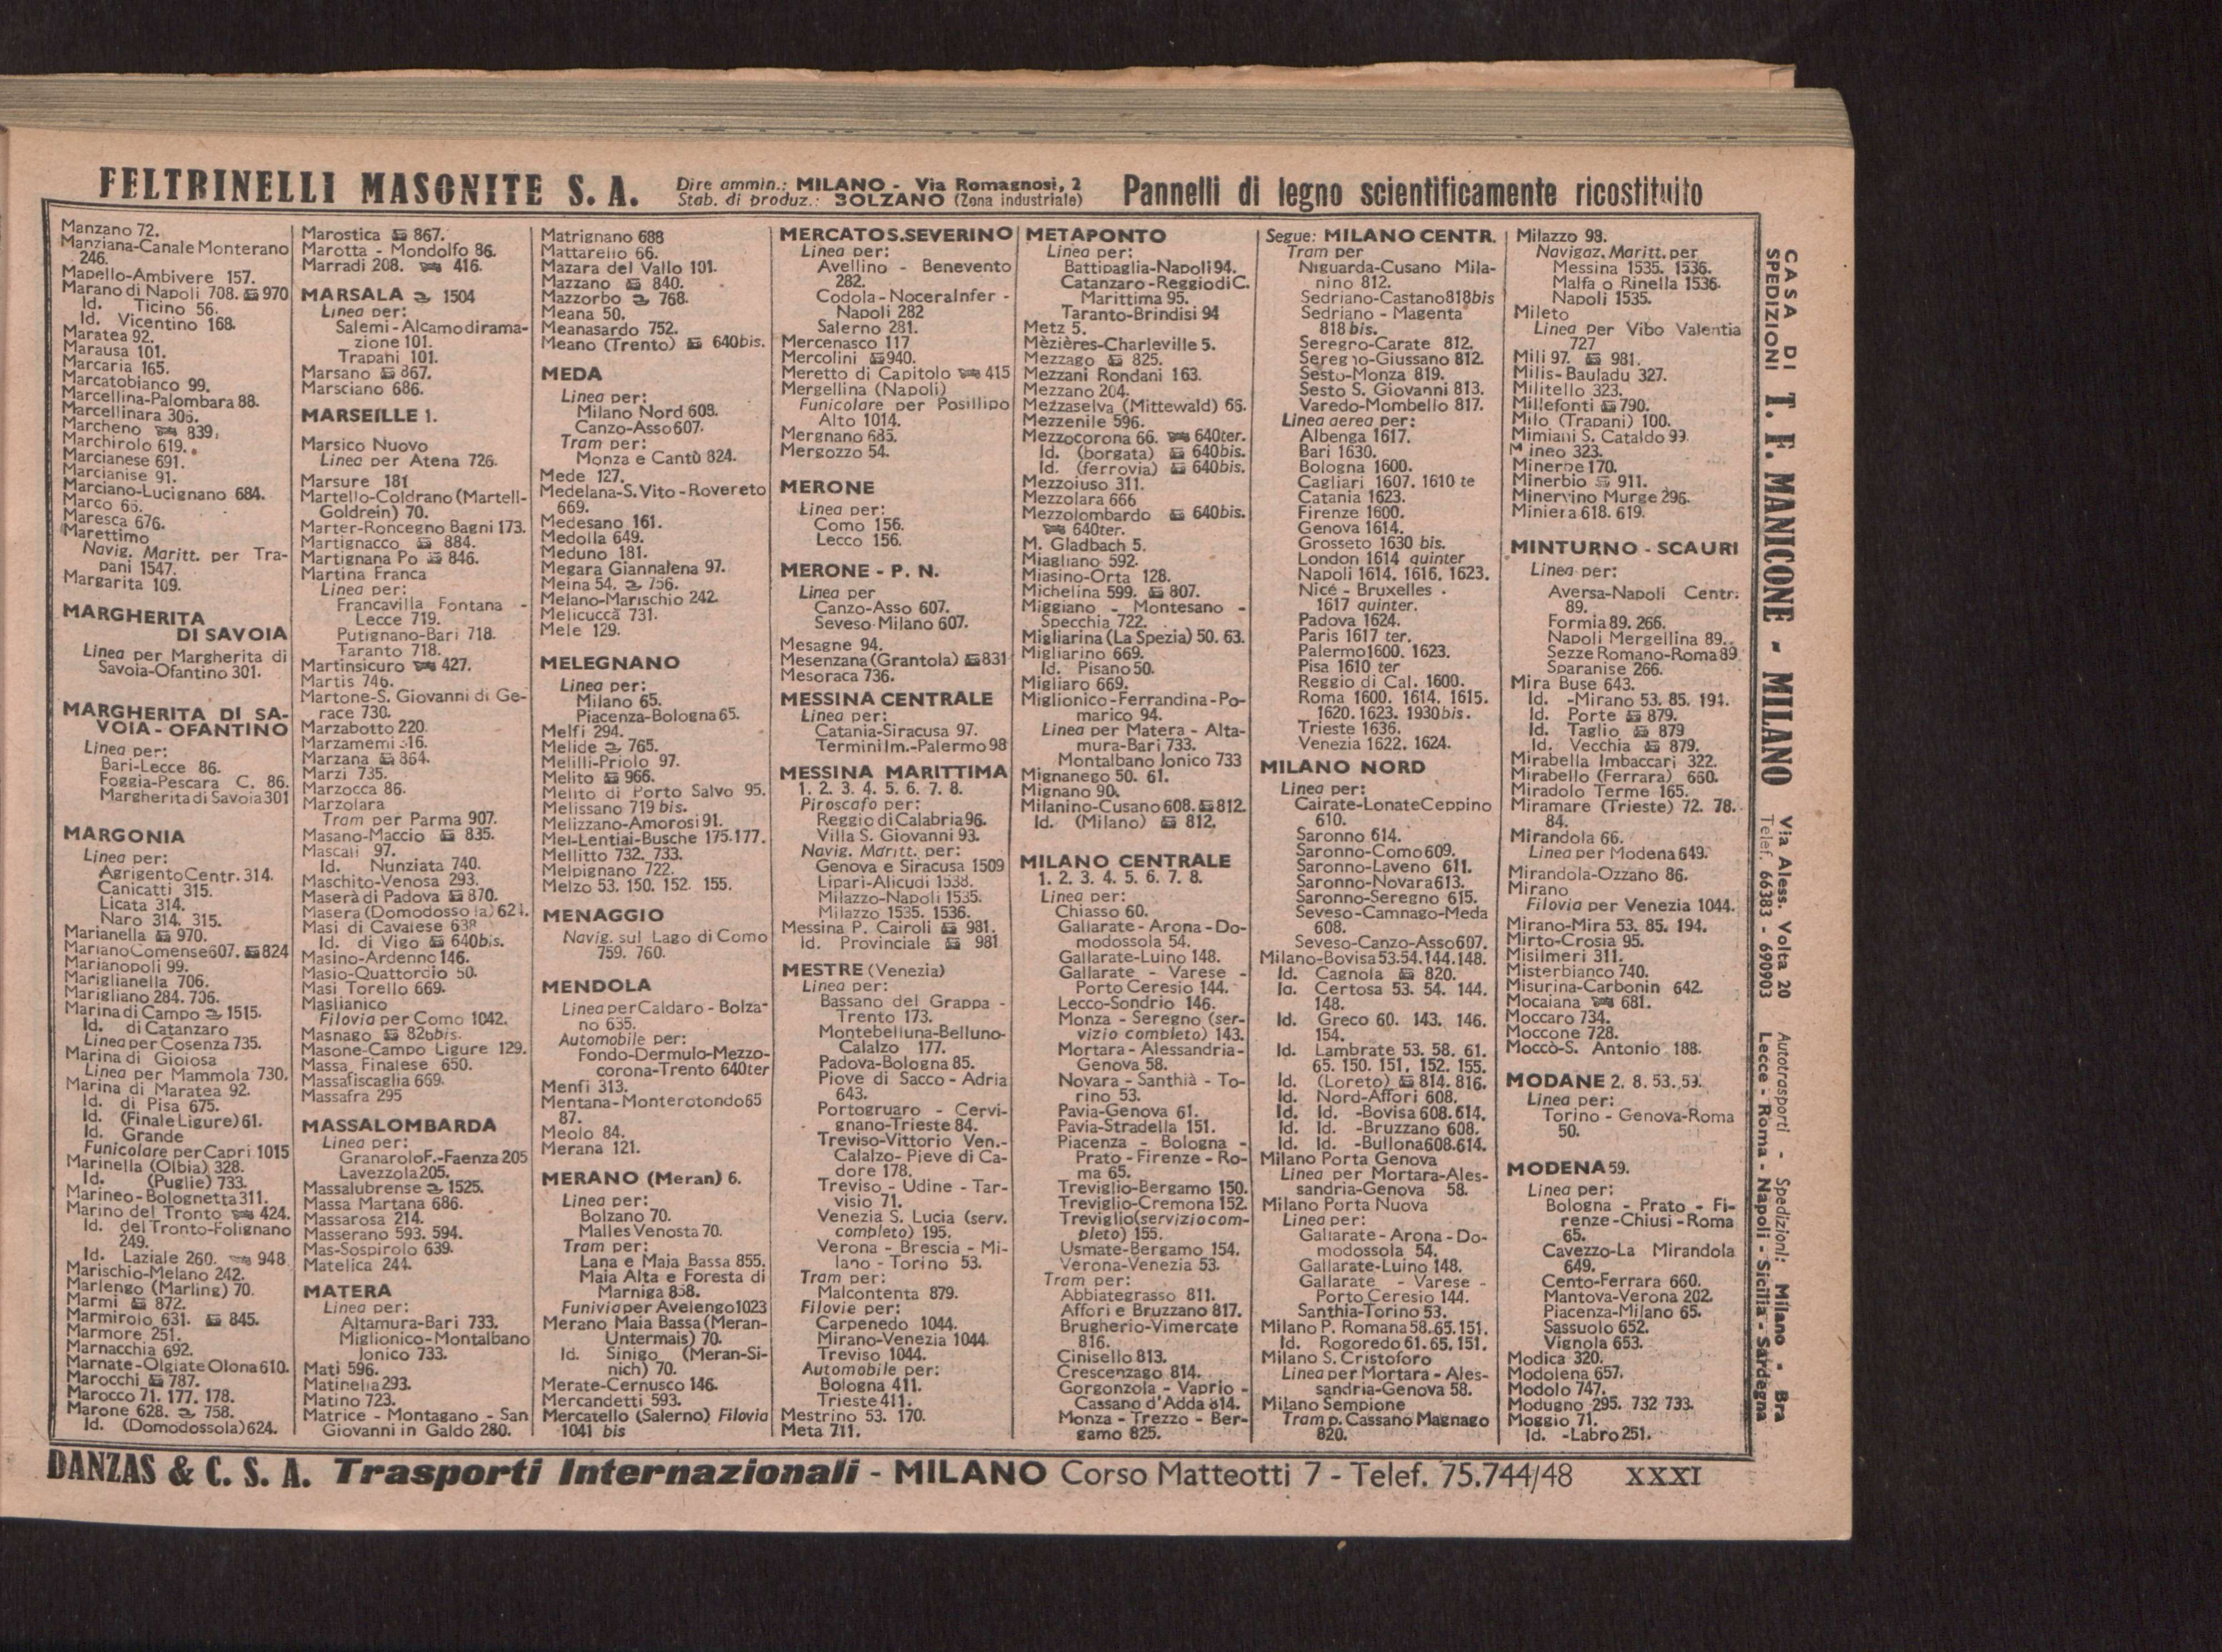 FELTRINELLI MASONITE S. A. Dire ammin.: MILANO - Via Romagnosi, 2 Pannelli di legno scientificamente ricostituito
Stab. di produz.: BOLZANO (Zona industriale)
Manzano 72.
Manziana-Canale Monterano
246.
Mapello-Ambivere 157.
Marano di Napoli 708. 970
Id. Ticino 56.
Id. Vicentino 168.
Maratea 92.
Marausa 101.
Marcaria 165.
Marcatobianco 99.
Marcellina-Palombara 88.
Marcellinara 306.
Marcheno 839.
Marchirolo 619.
Marcianese 691.
Marcianise 91.
Marciano-Lucignano 684.
Marco 66.
Maresca 676.
Marettimo
Navig. Maritt. per Tra-
pani 1547.
Margarita 109.
MARGHERITA
DI SAVOIA
Linea per Margherita di
Savoia-Ofantino 301.
MARGHERITA DI SA-
VOIA - OFANTINO
Linea per:
Bari-Lecce 86.
Foggia-Pescara C. 86.
Margherita di Savoia 301
MARGONIA
Linea per:
Agrigento Centr. 314.
Canicatti 315.
Licata 314.
Naro 314. 315.
Marianella 970.
Mariano Comense 607. 824
Marianopoli 99.
Mariglianella 706.
Marigliano 284. 706.
Marina di Campo 1515.
Id. di Catanzaro
Linea per Cosenza 735.
Marina di Gioiosa
Linea per Mammola 730.
Marina di Maratea 92.
Id. di Pisa 675.
Id. (Finale Ligure) 61.
Id. Grande
Funicolare per Capri 1015
Marinella (Olbia) 328.
Id. (Puglie) 733.
Marineo-Bolognetta 311.
Marino del Tronto 424.
Id. del Tronto-Folignano
249.
Id. Laziale 260. 948
Marischio-Melano 242.
Marlengo (Marling) 70.
Marmi 872.
Marmirolo 631. 845.
Marmore 251.
Marnacchia 692.
Marnate-Olgiate Olona 610.
Marocchi 787.
Marocco 71. 177. 178.
Marone 628. 758.
Id. (Domodossola) 624.
Marostica 867.
Marotta - Mondolfo 86.
Marradi 208. 416.
MARSALA 1504
Linea per:
Salemi-Alcamo dirama-
zione 101.
Trapani 101.
Marsano 867.
Marsciano 686.
MARSEILLE 1.
Marsico Nuovo
Linea per Atena 726.
Marsure 181
Martello-Coldrano (Martell-
Goldrein) 70.
Marter-Roncegno Bagni 173.
Martignacco 884.
Martignana Po 846.
Martina Franca
Linea per:
Francavilla Fontana -
Lecce 719.
Putignano-Bari 718.
Taranto 718.
Martinsicuro 427.
Martis 746.
Martone-S. Giovanni di Ge-
race 730.
Marzabotto 220.
Marzamemi 316.
Marzana 864.
Marzi 735.
Marzocca 86.
Marzolara
Tram per Parma 907.
Masano-Maccio 835.
Mascali 97.
Id. Nunziata 740.
Maschito-Venosa 293.
Maserà di Padova 870.
Masera (Domodossola) 621.
Masi di Cavalese 638
Id. di Vigo 640bis.
Masino-Ardenno 146.
Masio-Quattordio 50.
Masi Torello 669.
Maslianico
Filovia per Como 1042.
Masnago 826bis.
Masone-Campo Ligure 129.
Massa Finalese 650.
Massafiscaglia 669.
Massafra 295
MASSALOMBARDA
Linea per:
Granarolo F.-Faenza 205
Lavezzola 205.
Massalubrense 1525.
Massa Martana 686.
Massarosa 214.
Masserano 593. 594.
Mas-Sospirolo 639.
Matelica 244.
MATERA
Linea per:
Altamura-Bari 733.
Miglionico-Montalbano
Jonico 733.
Mati 596.
Matinella 293.
Matino 723.
Matrice - Montagano - San
Giovanni in Galdo 280.
Matrignano 688
Mattarello 66.
Mazara del Vallo 101.
Mazzano 840.
Mazzorbo 768.
Meana 50.
Meanasardo 752.
Meano (Trento) 640bis.
MEDA
Linea per:
Milano Nord 608.
Canzo-Asso 607.
Tram per:
Monza e Cantù 824.
Mede 127.
Medelana-S. Vito - Rovereto
669.
Medesano 161.
Medolla 649.
Meduno 181.
Megara Giannalena 97.
Meina 54. 756.
Melano-Marischio 242.
Melicuccà 731.
Mele 129.
MELEGNANO
Linea per:
Milano 65.
Piacenza-Bologna 65.
Melfi 294.
Melide 765.
Melilli-Priolo 97.
Melito 966.
Melito di Porto Salvo 95.
Melissano 719 bis.
Melizzano-Amorosi 91.
Mel-Lentiai-Busche 175.177.
Mellitto 732. 733.
Melpignano 722.
Melzo 53. 150. 152. 155.
MENAGGIO
Navig. sul Lago di Como
759. 760.
MENDOLA
Linea per Caldaro - Bolza-
no 635.
Automobile per:
Fondo-Dermulo-Mezzo-
corona-Trento 640ter
Menfi 313.
Mentana-Monterotondo 65
87.
Meolo 84.
Merana 121.
MERANO (Meran) 6.
Linea per:
Bolzano 70.
Malles Venosta 70.
Tram per:
Lana e Maia Bassa 855.
Maia Alta e Foresta di
Marniga 858.
Funivia per Avelengo 1023
Merano Maia Bassa (Meran-
Untermais) 70.
Id. Sinigo (Meran-Si-
nich) 70.
Merate-Cernusco 146.
Mercandetti 593.
Mercatello (Salerno) Filovia
1041 bis
MERCATO S. SEVERINO
Linea per:
Avellino - Benevento
282.
Codola - Nocera Infer -
Napoli 282
Salerno 281.
Mercenasco 117
Mercolini 940.
Meretto di Capitolo 415
Mergellina (Napoli)
Funicolare per Posillipo
Alto 1014.
Mergnano 685.
Mergozzo 54.
MERONE
Linea per:
Como 156.
Lecco 156.
MERONE - P. N.
Linea per
Canzo-Asso 607.
Seveso-Milano 607.
Mesagne 94.
Mesenzana (Grantola) 831
Mesoraca 736.
MESSINA CENTRALE
Linea per:
Catania-Siracusa 97.
Termini Im.-Palermo 98
MESSINA MARITTIMA
1. 2. 3. 4. 5. 6. 7. 8.
Piroscafo per:
Reggio di Calabria 96.
Villa S. Giovanni 93.
Navig. Maritt. per:
Genova e Siracusa 1509
Lipari-Alicudi 1538.
Milazzo-Napoli 1535.
Milazzo 1535. 1536.
Messina P. Cairoli 981.
Id. Provinciale 981
MESTRE (Venezia)
Linea per:
Bassano del Grappa -
Trento 173.
Montebelluna-Belluno-
Calalzo 177.
Padova-Bologna 85.
Piove di Sacco - Adria
643.
Portogruaro - Cervi-
gnano-Trieste 84.
Treviso-Vittorio Ven.-
Calalzo- Pieve di Ca-
dore 178.
Treviso - Udine - Tar-
visio 71.
Venezia S. Lucia (serv.
completo) 195.
Verona - Brescia - Mi-
lano - Torino 53.
Tram per:
Malcontenta 879.
Filovie per:
Carpenedo 1044.
Mirano-Venezia 1044.
Treviso 1044.
Automobile per:
Bologna 411.
Trieste 411.
Mestrino 53. 170.
Meta 711.
METAPONTO
Linea per:
Battipaglia-Napoli 94.
Catanzaro-Reggio di C.
Marittima 95.
Taranto-Brindisi 94
Metz 5.
Mèzières-Charleville 5.
Mezzago 825.
Mezzani Rondani 163.
Mezzano 204.
Mezzaselva (Mittewald) 66.
Mezzenile 596.
Mezzocorona 66. 640ter.
Id. (borgata) 640bis.
Id. (ferrovia) 640bis.
Mezzoiuso 311.
Mezzolara 666
Mezzolombardo 640bis.
640ter.
M. Gladbach 5.
Miagliano 592.
Miasino-Orta 128.
Michelina 599. 807.
Miggiano - Montesano -
Specchia 722.
Migliarina (La Spezia) 50. 63.
Migliarino 669.
Id. Pisano 50.
Migliaro 669.
Miglionico-Ferrandina-Po-
marico 94.
Linea per Matera - Alta-
mura-Bari 733.
Montalbano Jonico 733
Mignanego 50. 61.
Mignano 90.
Milanino-Cusano 608. 812.
Id. (Milano) 812.
MILANO CENTRALE
1. 2. 3. 4. 5. 6. 7. 8.
Linea per:
Chiasso 60.
Gallarate - Arona - Do-
modossola 54.
Gallarate-Luino 148.
Gallarate - Varese -
Porto Ceresio 144.
Lecco-Sondrio 146.
Monza - Seregno (ser-
vizio completo) 143.
Mortara - Alessandria-
Genova 58.
Novara - Santhià - To-
rino 53.
Pavia-Genova 61.
Pavia-Stradella 151.
Piacenza - Bologna -
Prato - Firenze - Ro-
ma 65.
Treviglio-Bergamo 150.
Treviglio-Cremona 152.
Treviglio (servizio com-
pleto) 155.
Usmate-Bergamo 154.
Verona-Venezia 53.
Tram per:
Abbiategrasso 811.
Affori e Bruzzano 817.
Brugherio-Vimercate
816.
Cinisello 813.
Crescenzago 814.
Gorgonzola - Vaprio -
Cassano d'Adda 814.
Monza - Trezzo - Ber-
gamo 825.
Segue: MILANO CENTR.
Tram per
Niguarda-Cusano Mila-
nino 812.
Sedriano-Castano 818bis
Sedriano - Magenta
818 bis.
Seregno-Carate 812.
Seregno-Giussano 812.
Sesto-Monza 819.
Sesto S. Giovanni 813.
Varedo-Mombello 817.
Linea aerea per:
Albenga 1617.
Bari 1630.
Bologna 1600.
Cagliari 1607. 1610 te
Catania 1623.
Firenze 1600.
Genova 1614.
Grosseto 1630 bis.
London 1614 quinter
Napoli 1614. 1616. 1623.
Nice - Bruxelles -
1617 quinter.
Padova 1624.
Paris 1617 ter.
Palermo 1600. 1623.
Pisa 1610 ter
Reggio di Cal. 1600.
Roma 1600. 1614. 1615.
1620. 1623. 1930bis.
Trieste 1636.
Venezia 1622. 1624.
MILANO NORD
Linea per:
Cairate-Lonate Ceppino
610.
Saronno 614.
Saronno-Como 609.
Saronno-Laveno 611.
Saronno-Novara 613.
Saronno-Seregno 615.
Seveso-Camnago-Meda
608.
Seveso-Canzo-Asso 607.
Milano-Bovisa 53.54.144.148.
Id. Cagnola 820.
Id. Certosa 53. 54. 144.
148.
Id. Greco 60. 143. 146.
154.
Id. Lambrate 53. 58. 61.
65. 150. 151. 152. 155.
Id. (Loreto) 814. 816.
Id. Nord-Affori 608.
Id. Id. -Bovisa 608. 614.
Id. Id. -Bruzzano 608.
Id. Id. -Bullona 608. 614.
Milano Porta Genova
Linea per Mortara-Ales-
sandria-Genova 58.
Milano Porta Nuova
Linea per:
Gallarate - Arona - Do-
modossola 54.
Gallarate-Luino 148.
Gallarate - Varese -
Porto Ceresio 144.
Santhia-Torino 53.
Milano P. Romana 58. 65. 151.
Id. Rogoredo 61. 65. 151.
Milano S. Cristoforo
Linea per Mortara - Ales-
sandria-Genova 58.
Milano Sempione
Tram p. Cassano Magnago
820.
Milazzo 98.
Navigaz. Maritt. per
Messina 1535. 1536.
Malfa o Rinella 1536.
Napoli 1535.
Mileto
Linea per Vibo Valentia
727
Mili 97. 981.
Milis-Bauladu 327.
Militello 323.
Millefonti 790.
Milo (Trapani) 100.
Mimiani S. Cataldo 99
Mineo 323.
Minerbe 170.
Minerbio 911.
Minervino Murge 296.
Miniera 618. 619.
MINTURNO - SCAURI
Linea per:
Aversa-Napoli Centr.
89.
Formia 89. 266.
Napoli Mergellina 89.
Sezze Romano-Roma 89
Sparanise 266.
Mira Buse 643.
Id. -Mirano 53. 85. 194.
Id. Porte 879.
Id. Taglio 879
Id. Vecchia 879.
Mirabella Imbaccari 322.
Mirabello (Ferrara) 660.
Miradolo Terme 165.
Miramare (Trieste) 72. 78.
84.
Mirandola 66.
Linea per Modena 649.
Mirandola-Ozzano 86.
Mirano
Filovia per Venezia 1044.
Mirano-Mira 53. 85. 194.
Mirto-Crosia 95.
Misilmeri 311.
Misterbianco 740.
Misurina-Carbonin 642.
Mocaiana 681.
Moccaro 734.
Moccone 728.
Moccò-S. Antonio 188.
MODANE 2. 8. 53. 59.
Linea per:
Torino - Genova-Roma
50.
MODENA 59.
Linea per:
Bologna - Prato - Fi-
renze-Chiusi-Roma
65.
Cavezzo-La Mirandola
649.
Cento-Ferrara 660.
Mantova-Verona 202.
Piacenza-Milano 65.
Sassuolo 652.
Vignola 653.
Modica 320.
Modolena 657.
Modolo 747.
Modugno 295. 732 733.
Moggio 71.
Id. -Labro 251.
CASA DI SPEDIZIONI T. F. MANICONE - MILANO Via Aless. Volta 20
Telef. 66383 - 690903
Autotrasporti - Spedizioni: Milano - Bra
Lecce - Roma - Napoli - Sicilia - Sardegna
DANZAS & C. S. A. Trasporti Internazionali - MILANO Corso Matteotti 7 - Telef. 75.744/48 XXXI